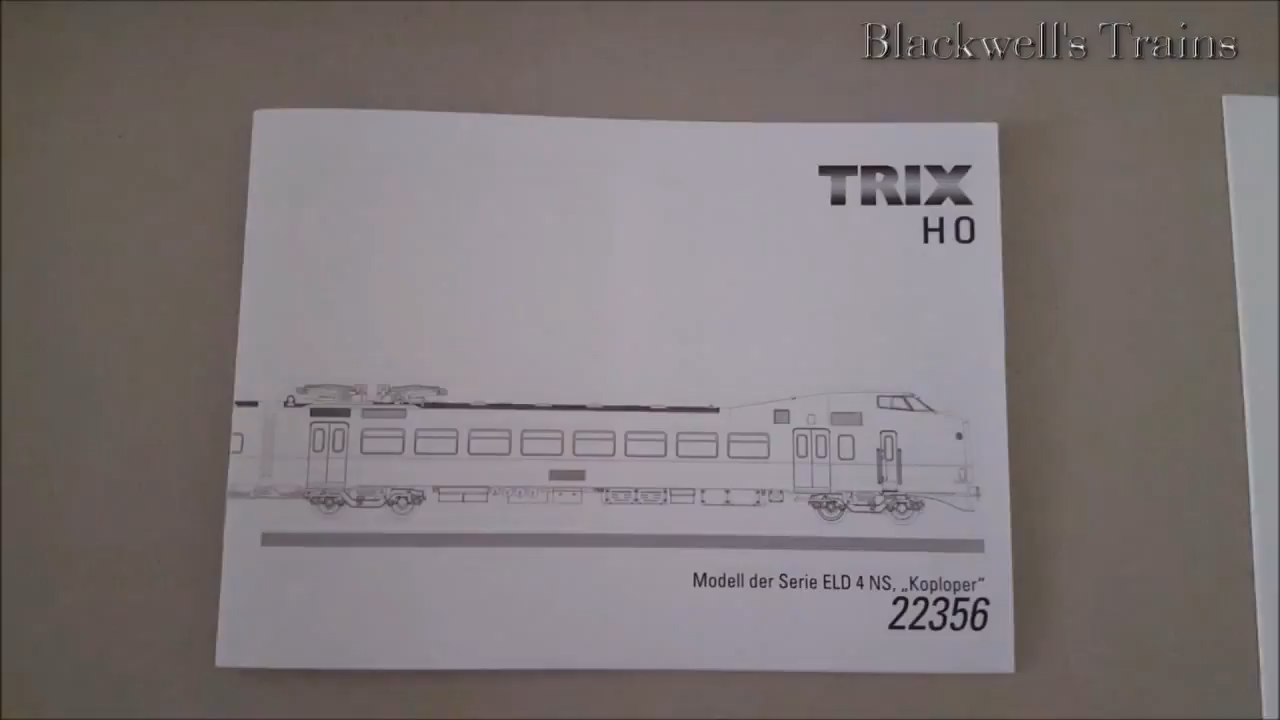 Blackwell's Trains
TRIX
H0
Modell der Serie ELD 4 NS, „Koploper“
22356